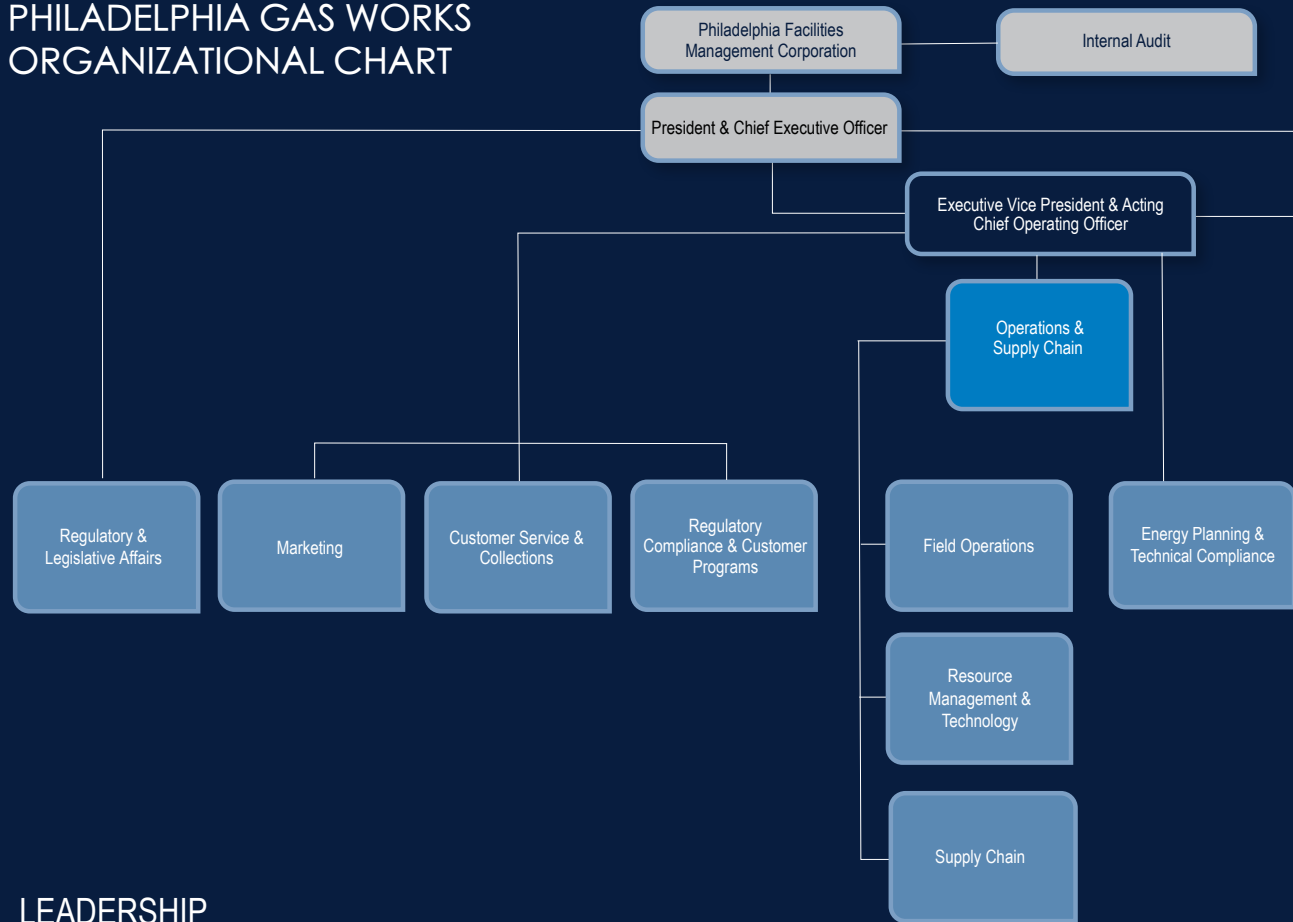 PHILADELPHIA GAS WORKS
ORGANIZATIONAL CHART
Philadelphia Facilities
Management Corporation
Internal Audit
President & Chief Executive Officer
Executive Vice President & Acting
Chief Operating Officer
Operations &
Supply Chain
Regulatory &
Legislative Affairs
Marketing
Customer Service &
Collections
Regulatory
Compliance & Customer
Programs
Field Operations
Energy Planning &
Technical Compliance
Resource
Management &
Technology
Supply Chain
LEADERSHIP